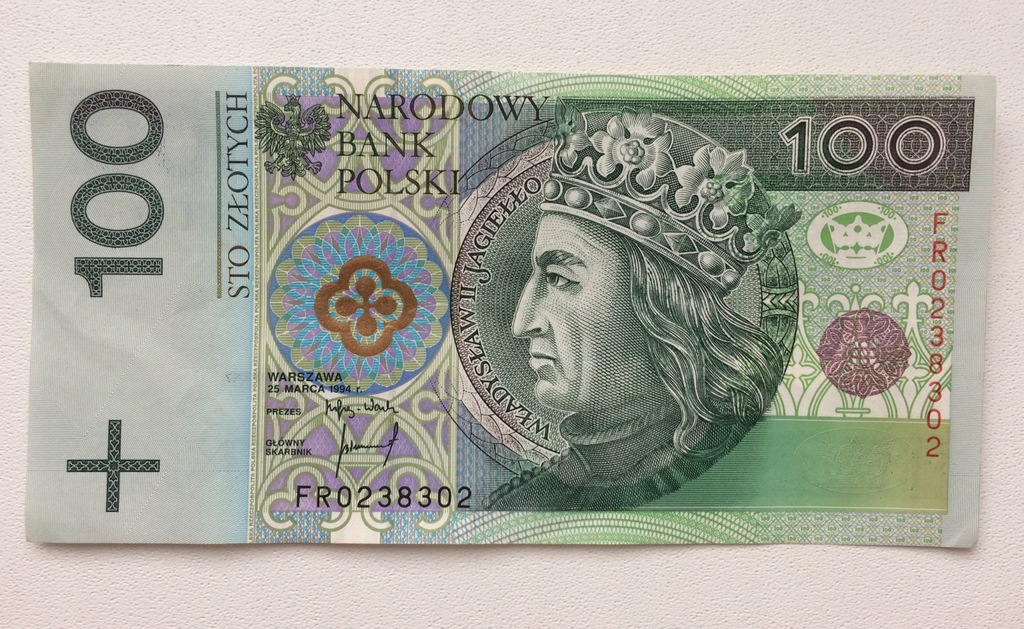 100
STO ZŁOTYCH
NARODOWY
BANK
POLSKI
100
WŁADYSŁAW II JAGIEŁŁO
FR0238302
WARSZAWA
25 MARCA 1994 r.
PREZES
GŁÓWNY
SKARBNIK
FR0238302